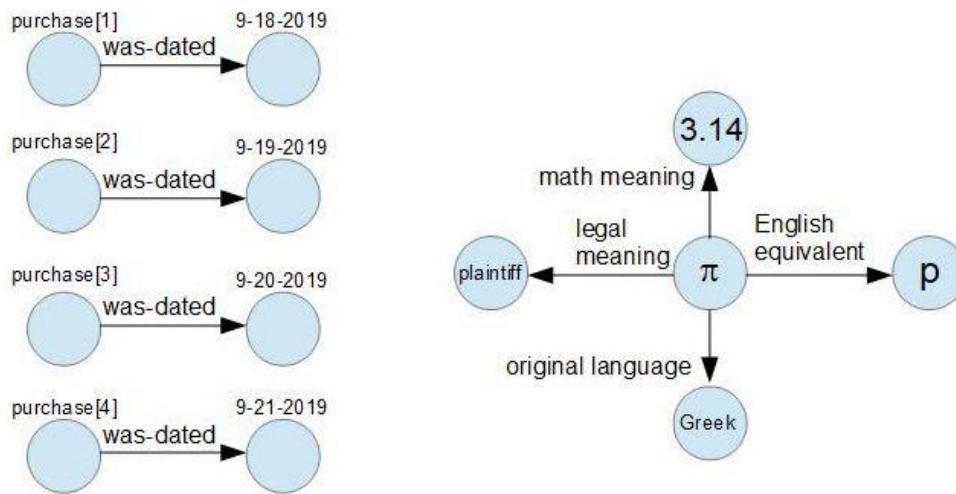 purchase[1]
9-18-2019
was-dated
purchase[2]
9-19-2019
was-dated
purchase[3]
9-20-2019
was-dated
purchase[4]
9-21-2019
was-dated
3.14
math meaning
legal
meaning
English
equivalent
plaintiff
π
p
original language
Greek